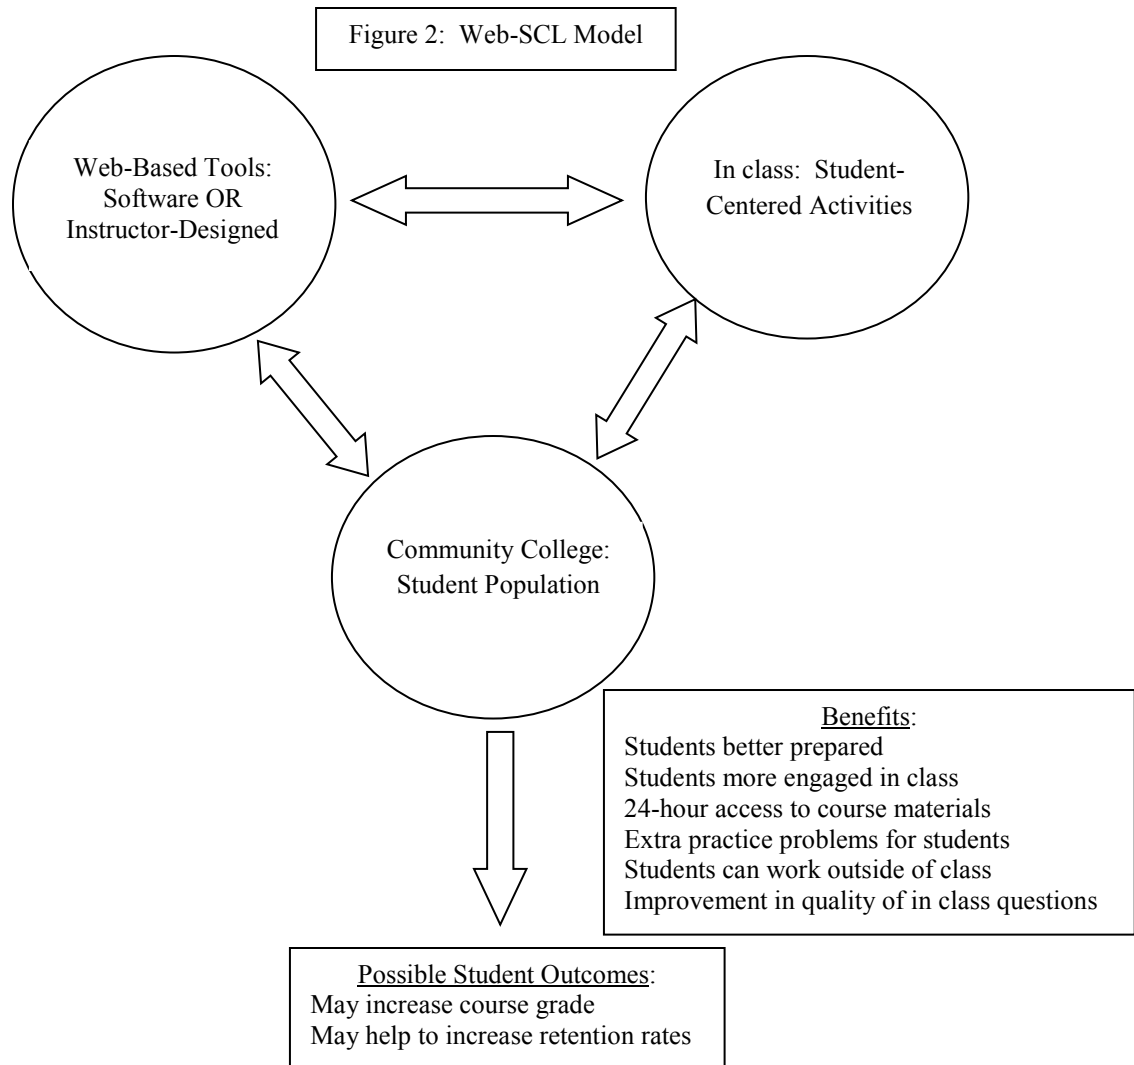 Figure 2:  Web-SCL Model
Web-Based Tools:
Software OR
Instructor-Designed
In class:  Student-
Centered Activities
Community College:
Student Population
Benefits:
Students better prepared
Students more engaged in class
24-hour access to course materials
Extra practice problems for students
Students can work outside of class
Improvement in quality of in class questions
Possible Student Outcomes:
May increase course grade
May help to increase retention rates